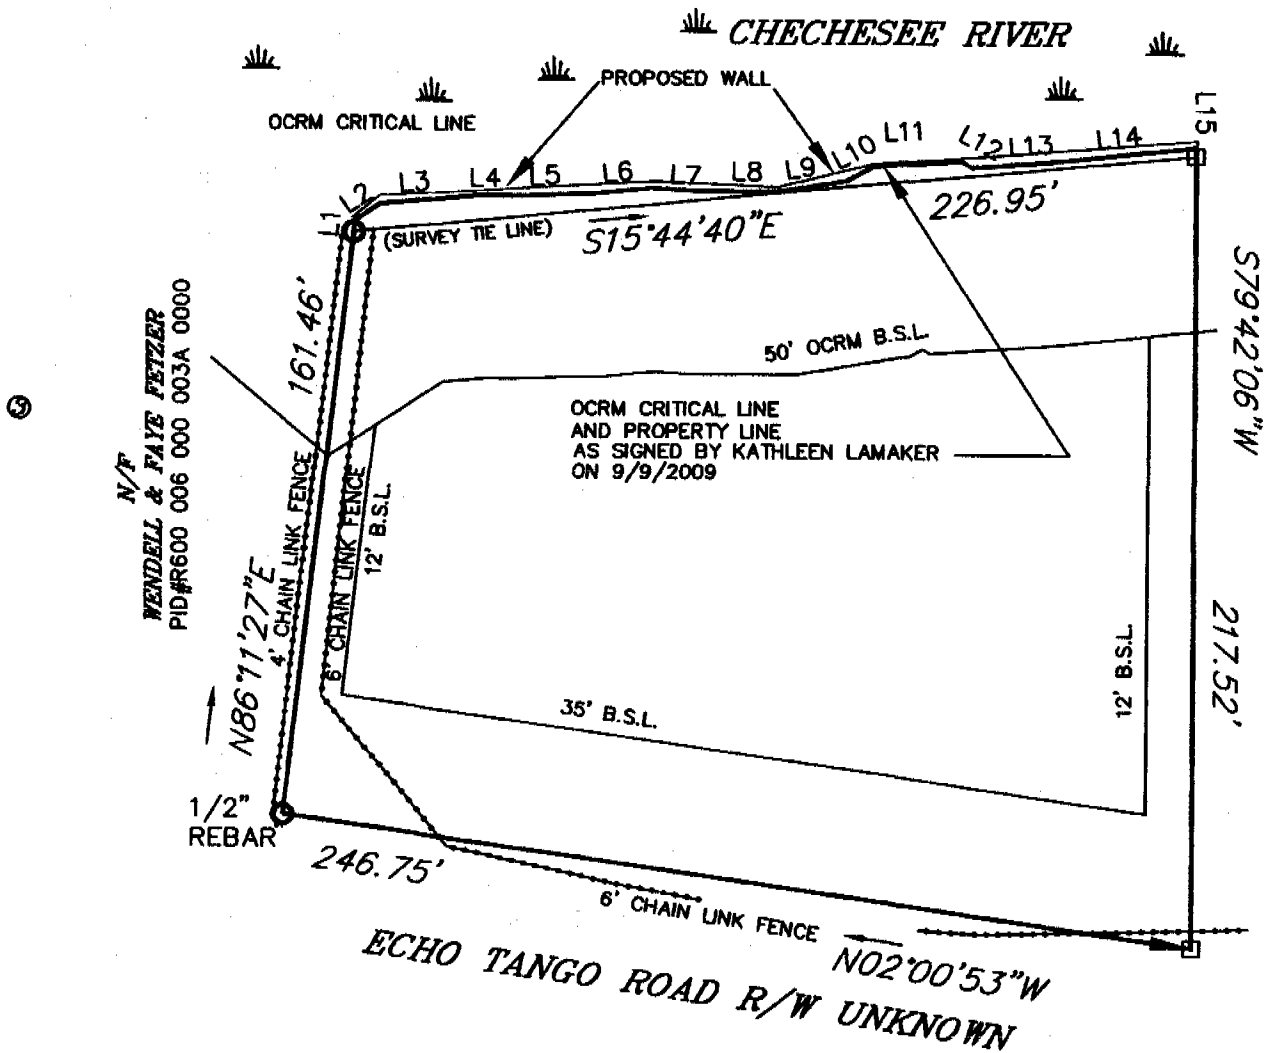 CHECHESEE RIVER
PROPOSED WALL
OCRM CRITICAL LINE
L1
L2
L3
L4
L5
L6
L7
L8
L9
L10
L11
L12
L13
L14
L15
(SURVEY TIE LINE)
S15°44'40"E
226.95'
161.46'
S79°42'06"W
50' OCRM B.S.L.
OCRM CRITICAL LINE
AND PROPERTY LINE
AS SIGNED BY KATHLEEN LAMAKER
ON 9/9/2009
N/F
WENDELL & FAYE FETZER
PID#R600 006 000 003A 0000
4' CHAIN LINK FENCE
6' CHAIN LINK FENCE
12' B.S.L.
N86°11'27"E
12' B.S.L.
217.52'
35' B.S.L.
1/2"
REBAR
246.75'
6' CHAIN LINK FENCE
N02°00'53"W
ECHO TANGO ROAD R/W UNKNOWN